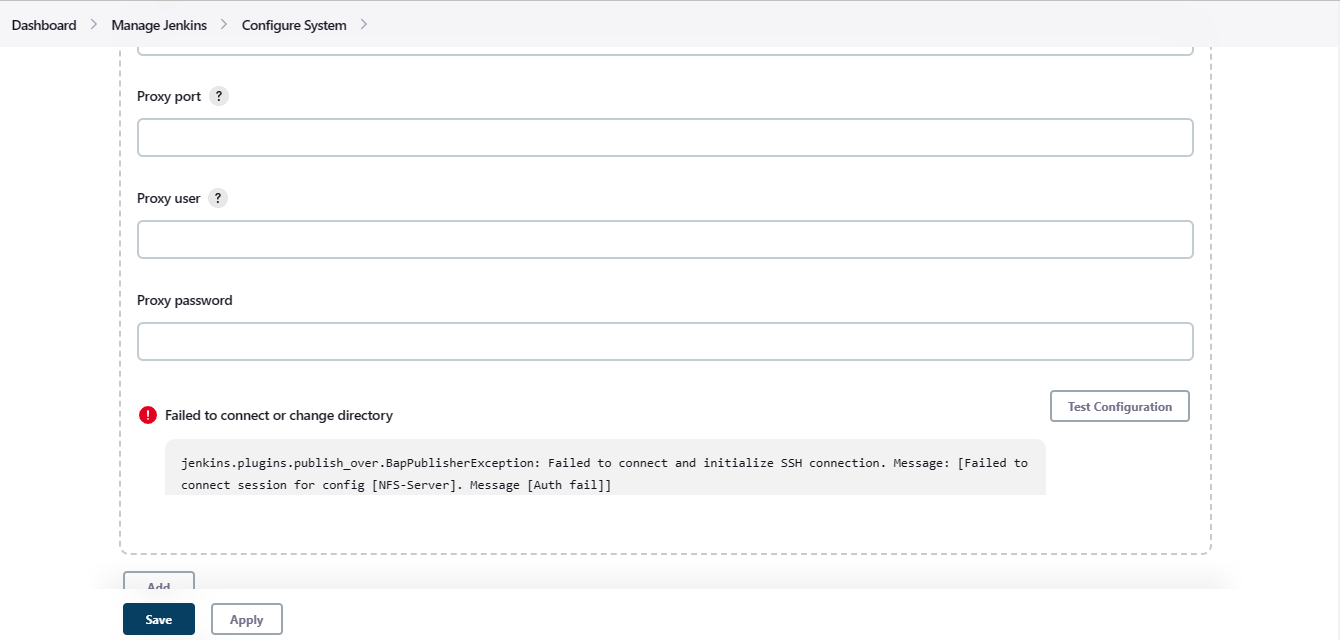 Dashboard > Manage Jenkins > Configure System >
Proxy port ?
Proxy user ?
Proxy password
! Failed to connect or change directory
Test Configuration
jenkins.plugins.publish_over.BapPublisherException: Failed to connect and initialize SSH connection. Message: [Failed to
connect session for config [NFS-Server]. Message [Auth fail]]
Add
Save Apply